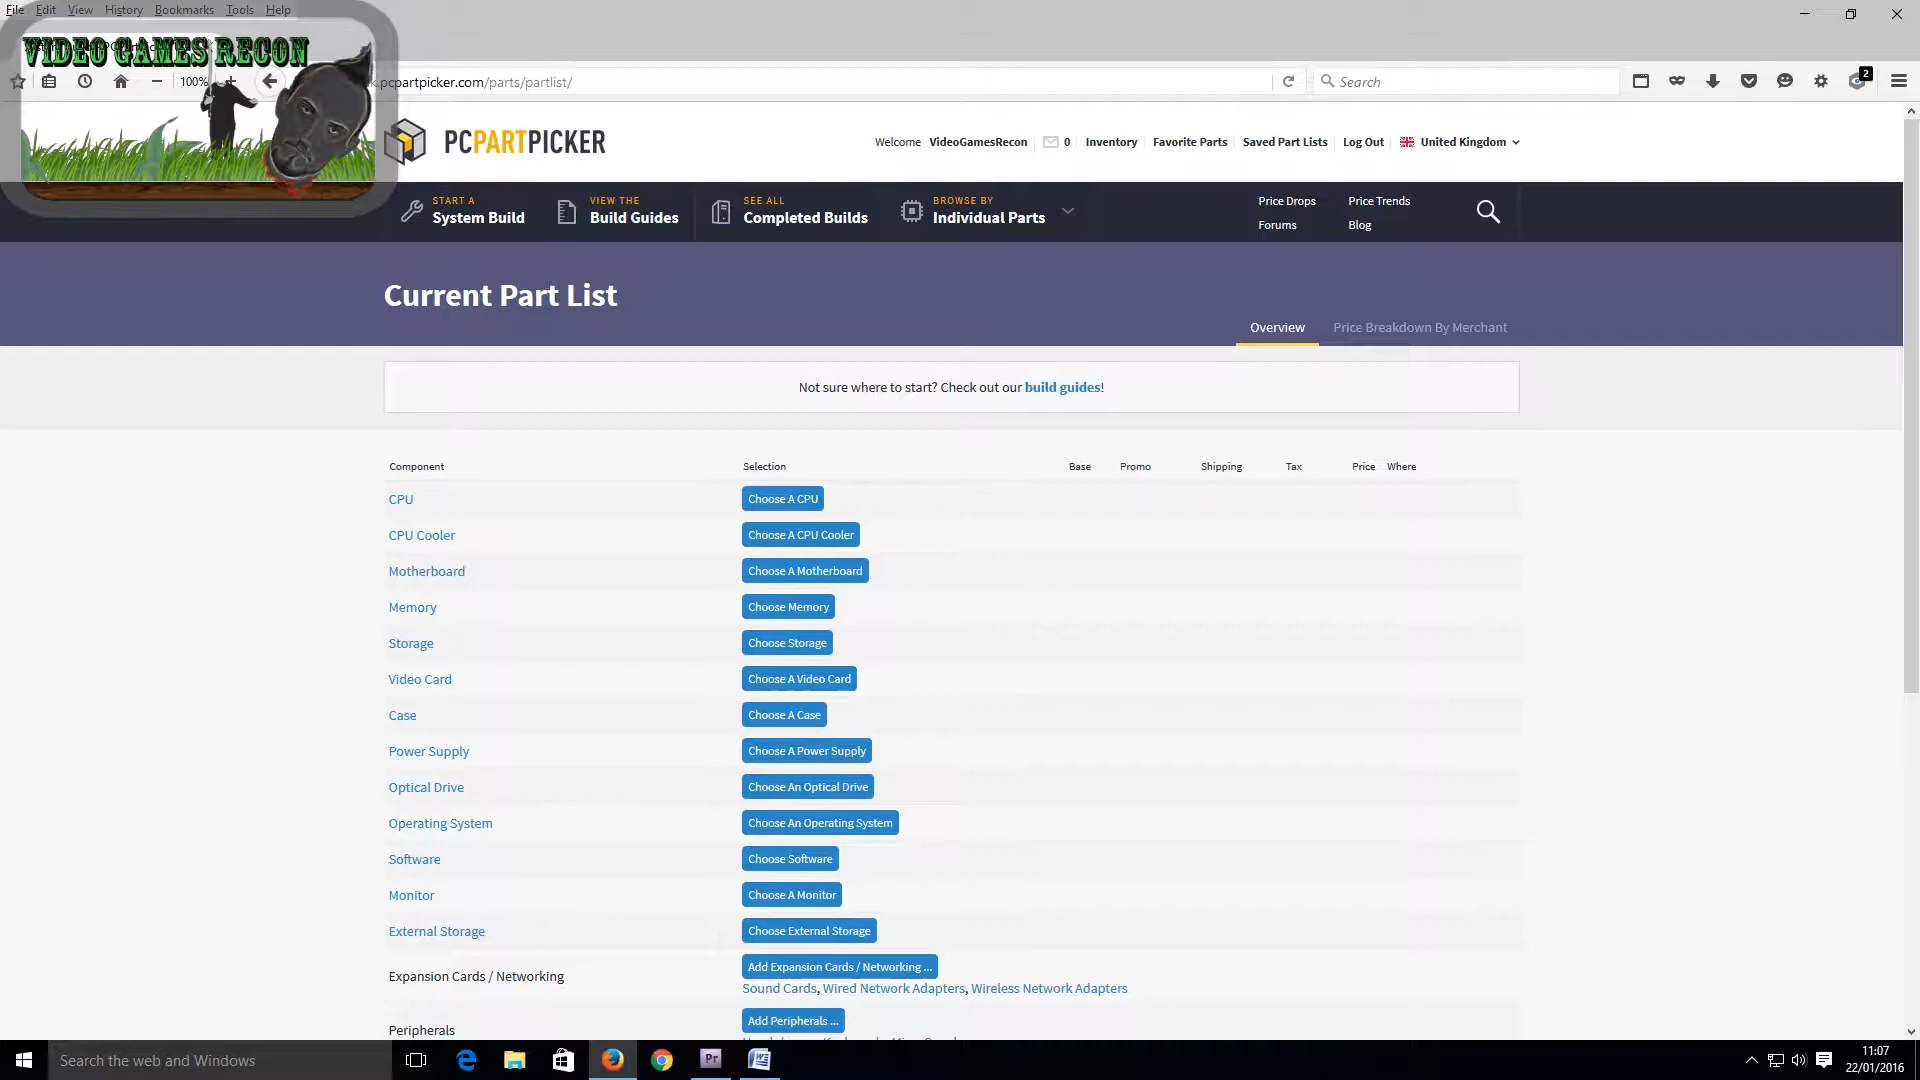 File Edit View History Bookmarks Tools Help
VIDEO GAMES RECON
100%
.pcpartpicker.com/parts/partlist/
Search
2
PCPARTPICKER
Welcome VideoGamesRecon 0 Inventory Favorite Parts Saved Part Lists Log Out United Kingdom
START A
System Build
VIEW THE
Build Guides
SEE ALL
Completed Builds
BROWSE BY
Individual Parts
Price Drops Price Trends
Forums Blog
Current Part List
Overview Price Breakdown By Merchant
Not sure where to start? Check out our build guides!
Component Selection Base Promo Shipping Tax Price Where
CPU Choose A CPU
CPU Cooler Choose A CPU Cooler
Motherboard Choose A Motherboard
Memory Choose Memory
Storage Choose Storage
Video Card Choose A Video Card
Case Choose A Case
Power Supply Choose A Power Supply
Optical Drive Choose An Optical Drive
Operating System Choose An Operating System
Software Choose Software
Monitor Choose A Monitor
External Storage Choose External Storage
Expansion Cards / Networking Add Expansion Cards / Networking ...
Sound Cards, Wired Network Adapters, Wireless Network Adapters
Peripherals Add Peripherals ...
Search the web and Windows
Pr
11:07
22/01/2016